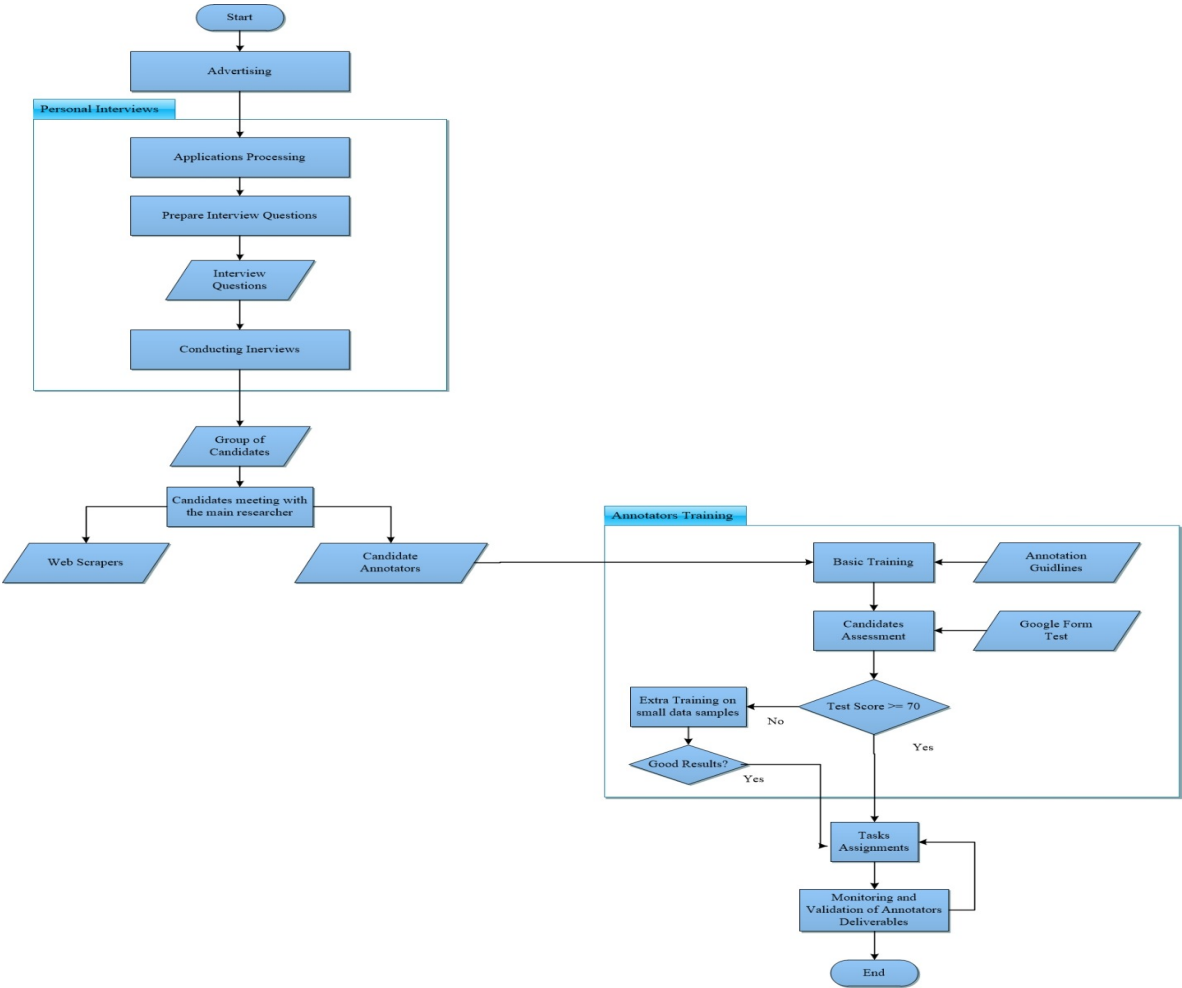 Start
Advertising
Personal Interviews
Applications Processing
Prepare Interview Questions
Interview
Questions
Conducting Inerviews
Group of
Candidates
Candidates meeting with
the main researcher
Web Scrapers
Candidate
Annotators
Annotators Training
Basic Training
Annotation
Guidlines
Candidates
Assessment
Google Form
Test
Test Score >= 70
No
Yes
Extra Training on
small data samples
Good Results?
Yes
Tasks
Assignments
Monitoring and
Validation of Annotators
Deliverables
End